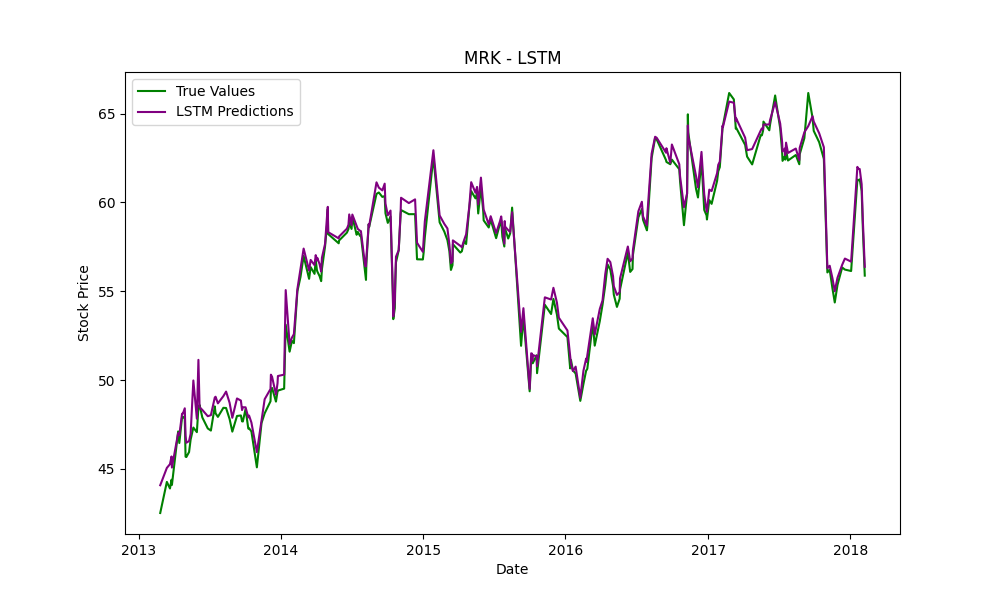 MRK - LSTM
True Values
LSTM Predictions
Stock Price
65
60
55
50
45
2013 2014 2015 2016 2017 2018
Date